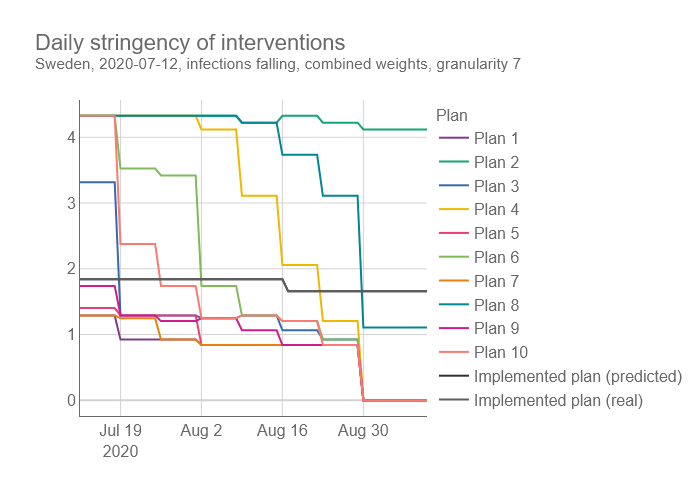 Daily stringency of interventions
Sweden, 2020-07-12, infections falling, combined weights, granularity 7
Plan
Plan 1
Plan 2
Plan 3
Plan 4
Plan 5
Plan 6
Plan 7
Plan 8
Plan 9
Plan 10
Implemented plan (predicted)
Implemented plan (real)
4
3
2
1
0
Jul 19
2020
Aug 2
Aug 16
Aug 30